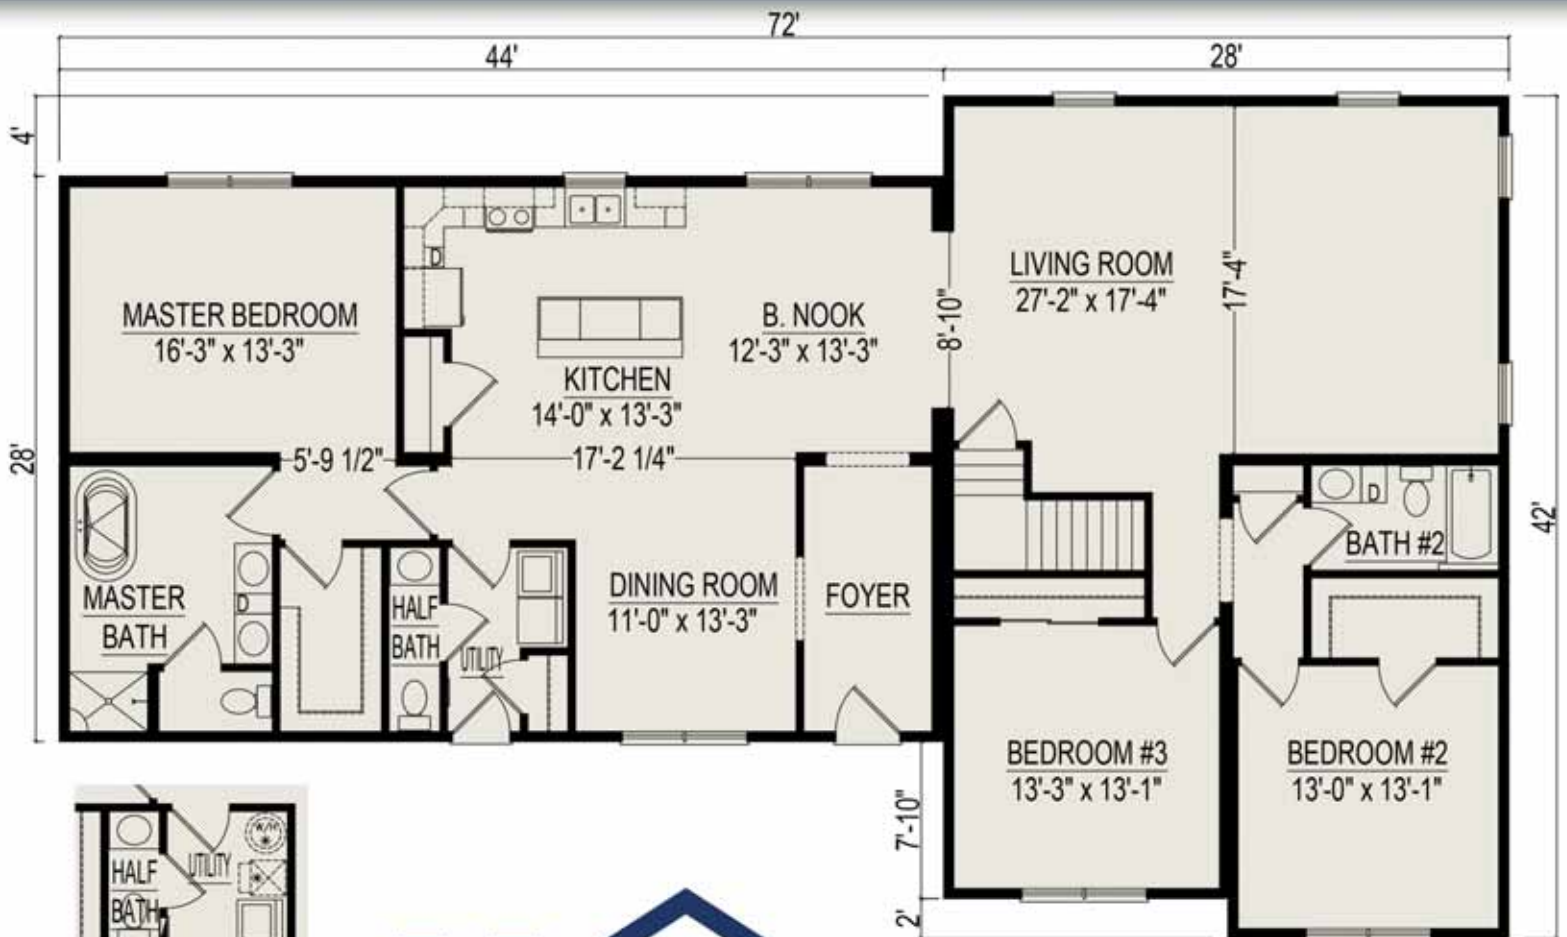 72'
44'
28'
4'
28'
42'
MASTER BEDROOM
16'-3" x 13'-3"
D
KITCHEN
14'-0" x 13'-3"
B. NOOK
12'-3" x 13'-3"
8'-10"
LIVING ROOM
27'-2" x 17'-4"
17'-4"
5'-9 1/2"
17'-2 1/4"
MASTER
BATH
D
HALF
BATH
UTILITY
DINING ROOM
11'-0" x 13'-3"
FOYER
D
BATH #2
BEDROOM #3
13'-3" x 13'-1"
BEDROOM #2
13'-0" x 13'-1"
7'-10"
2'
HALF
BATH
UTILITY
W/H